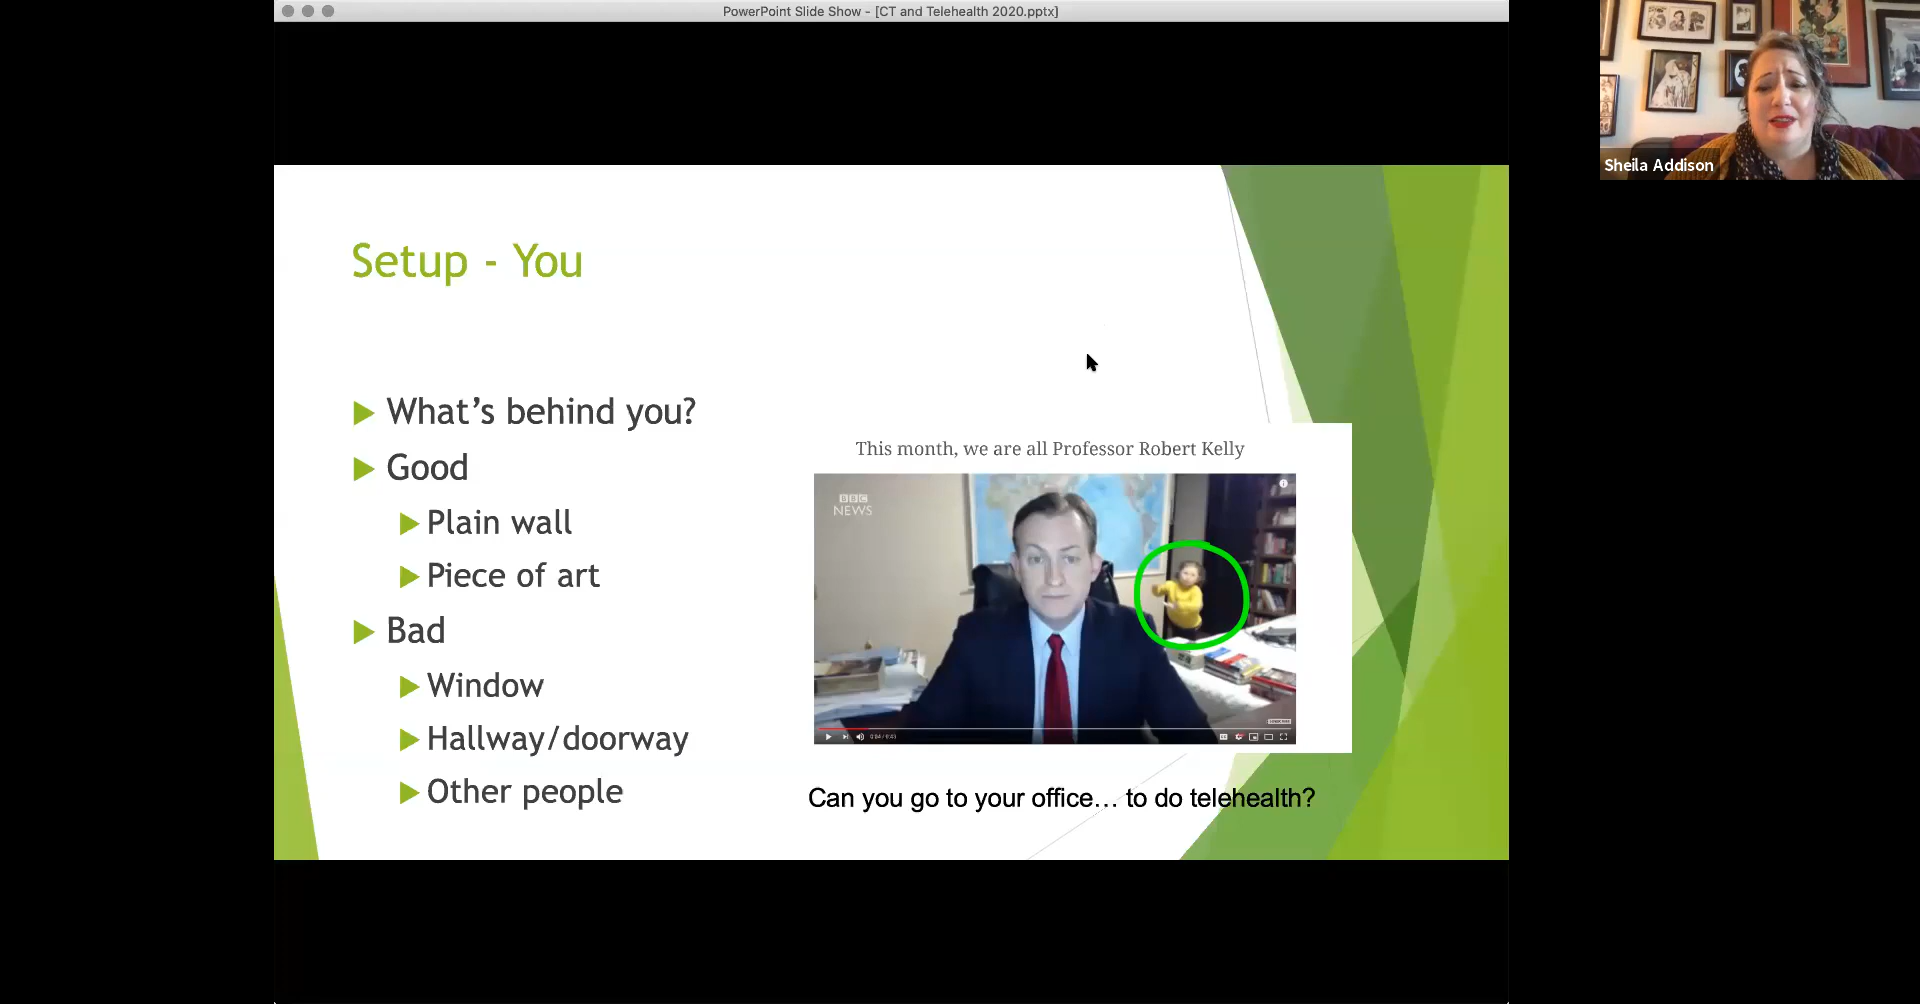 PowerPoint Slide Show - [CT and Telehealth 2020.pptx]
Sheila Addison
Setup - You
What’s behind you?
Good
Plain wall
Piece of art
Bad
Window
Hallway/doorway
Other people
This month, we are all Professor Robert Kelly
BBC
NEWS
Can you go to your office… to do telehealth?